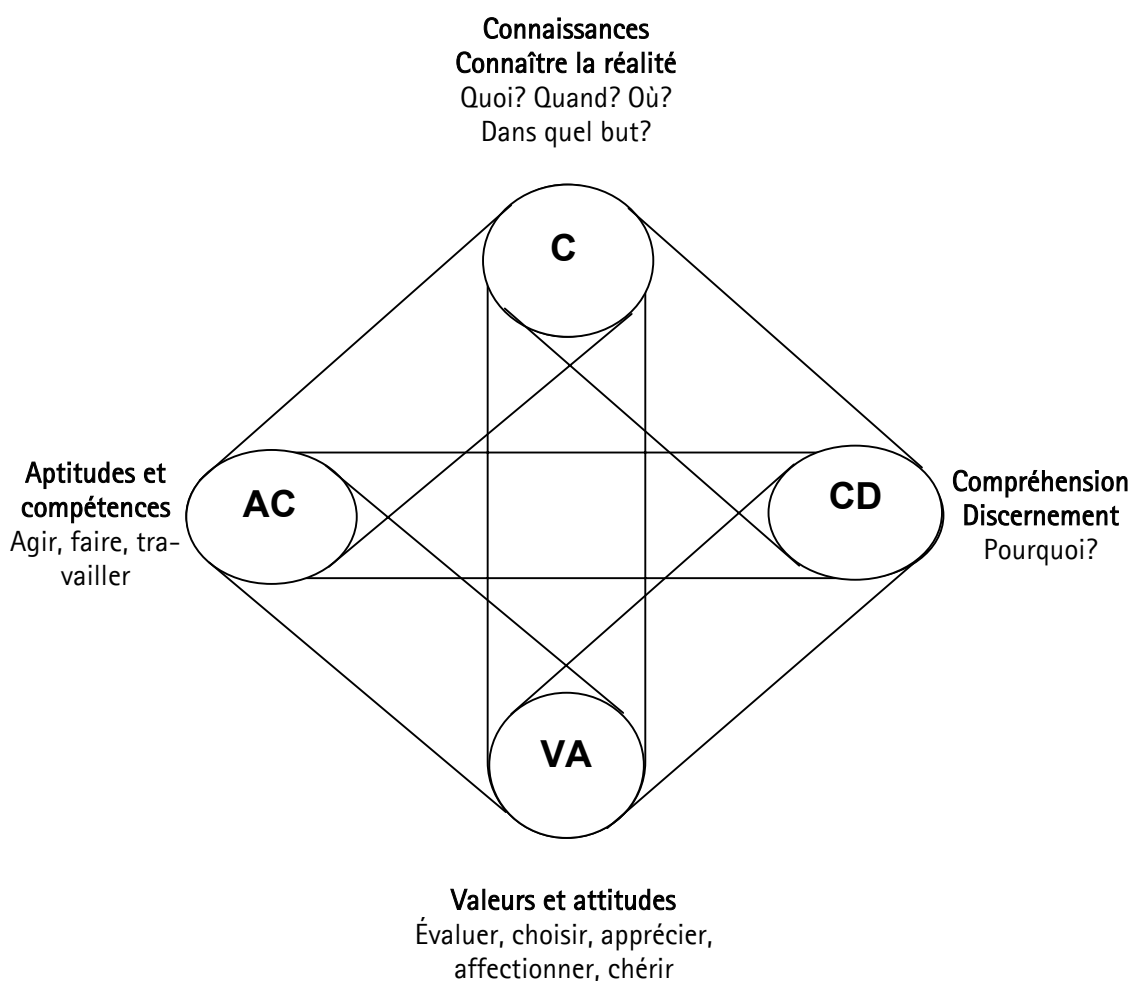 Connaissances
Connaître la réalité
Quoi? Quand? Où?
Dans quel but?
C
Aptitudes et
compétences
Agir, faire, tra-
vailler
AC
CD
Compréhension
Discernement
Pourquoi?
VA
Valeurs et attitudes
Évaluer, choisir, apprécier,
affectionner, chérir